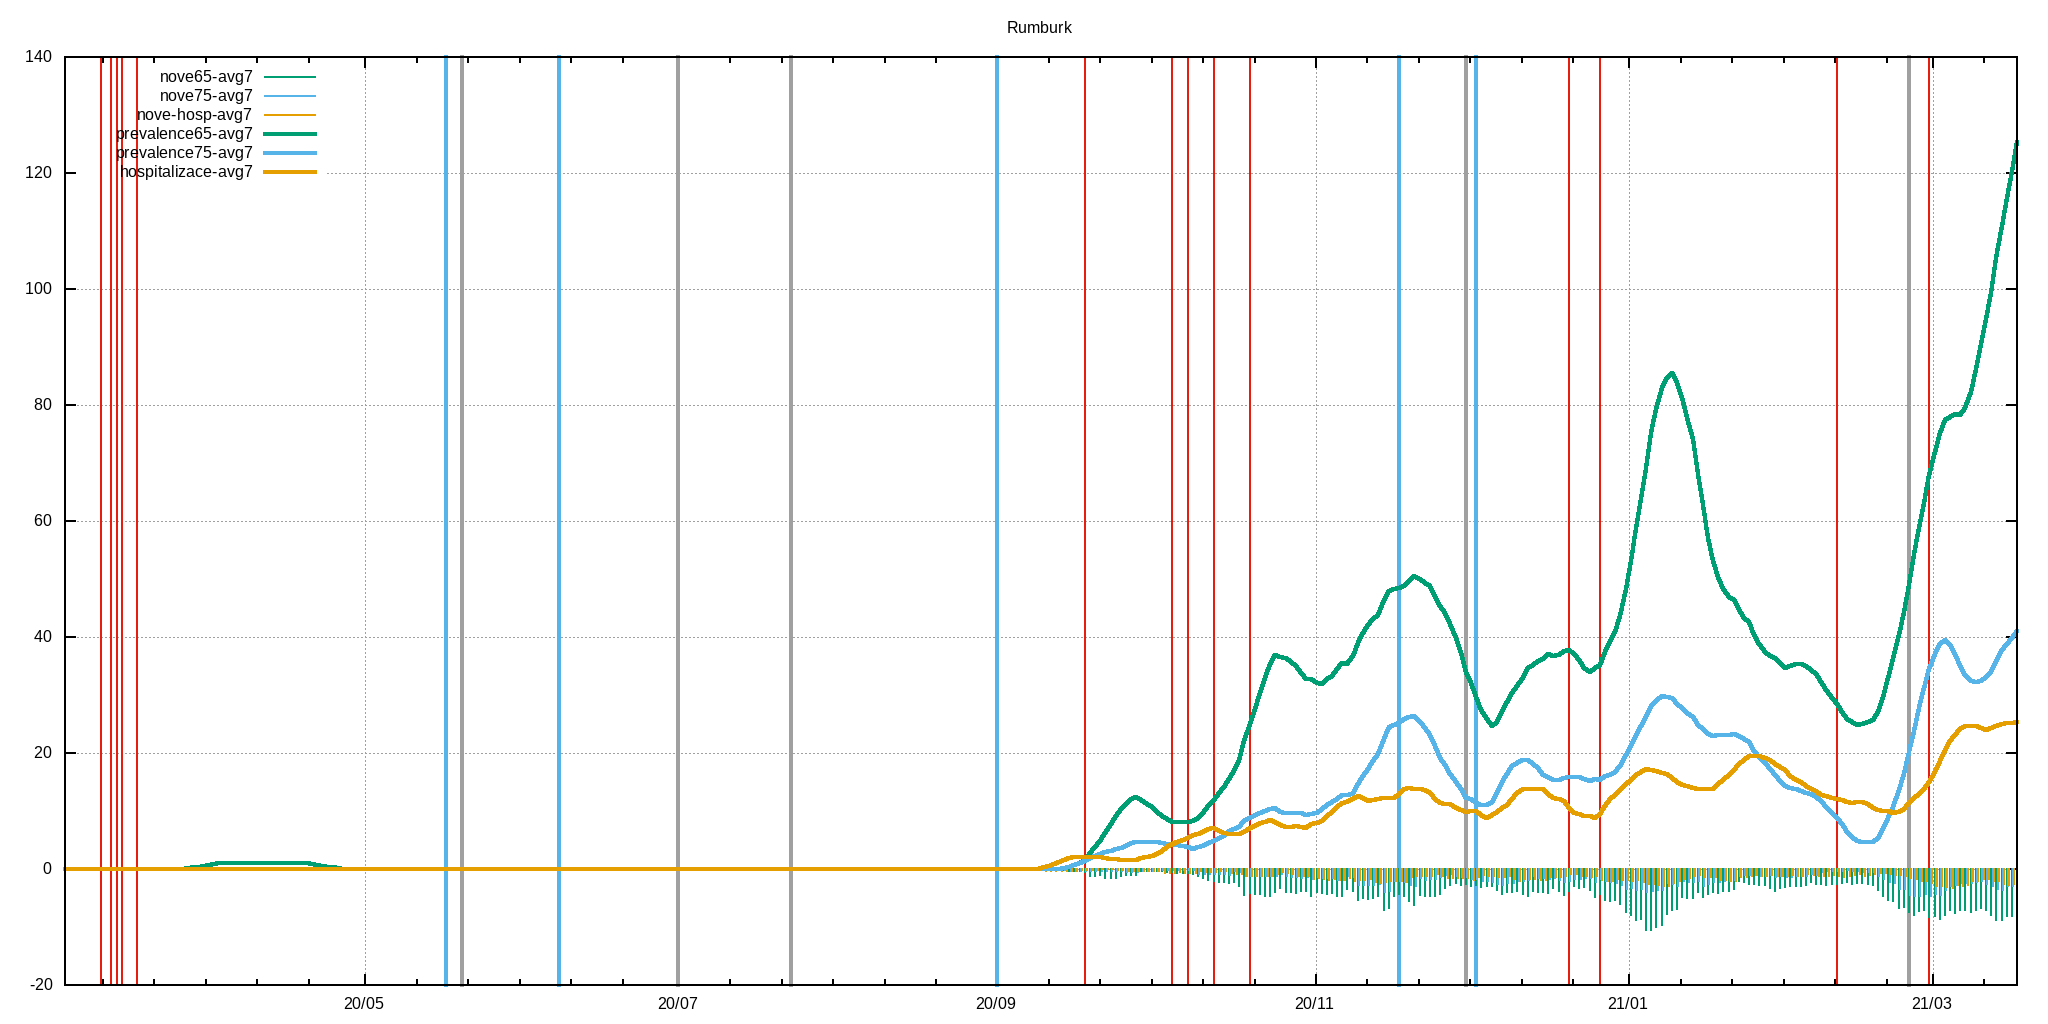 Rumburk
140
120
100
80
60
40
20
0
-20
nove65-avg7
nove75-avg7
nove-hosp-avg7
prevalence65-avg7
prevalence75-avg7
hospitalizace-avg7
20/05 20/07 20/09 20/11 21/01 21/03